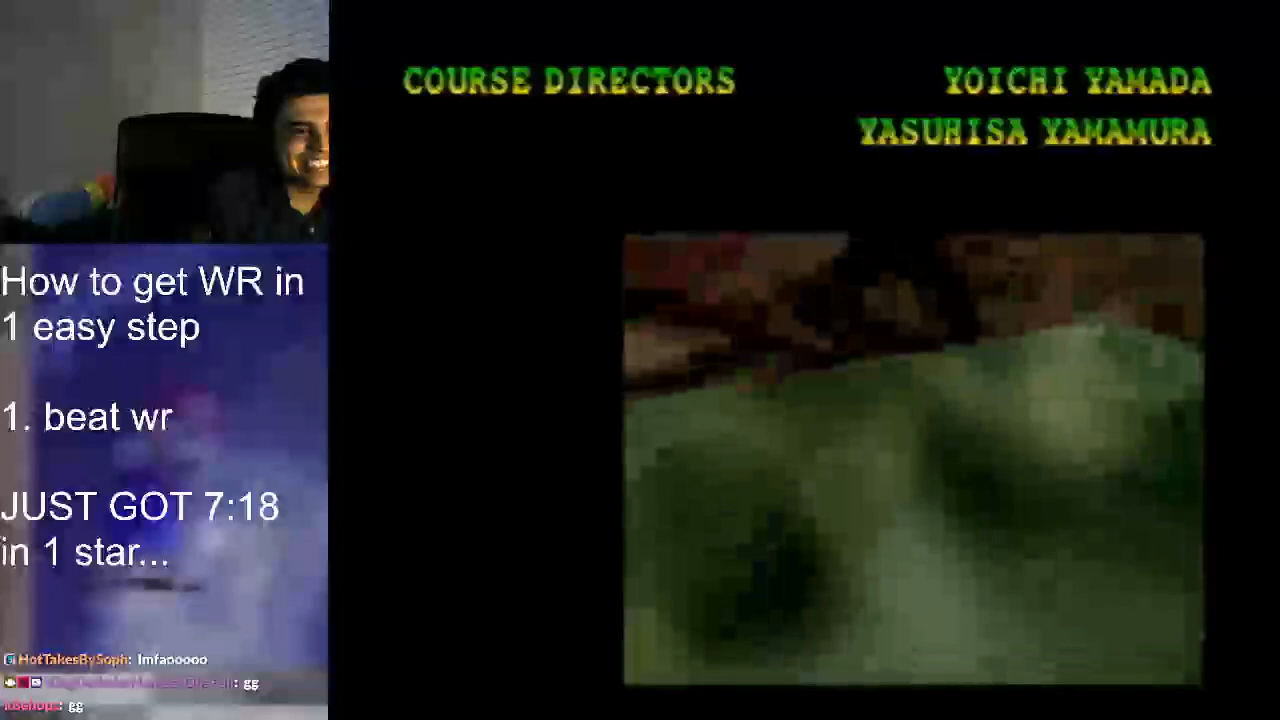 COURSE DIRECTORS YOICHI YAMADA
YASUHISA YAMAMURA
How to get WR in
1 easy step
1. beat wr
JUST GOT 7:18
in 1 star...
HotTakesBySoph: lmfaooooo
gg
gg